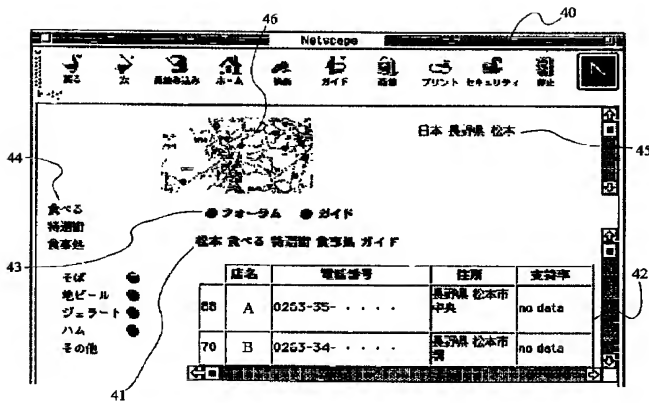 40
46
Netscape
戻る 次 再読み込み ホーム 検索 ガイド 画像 プリント セキュリティ 停止
日本 長野県 松本
45
44
食べる
特選街
食事処
フォーラム ガイド
43
松本 食べる 特選街 食事処 ガイド
そば
地ビール
ジェラート
ハム
その他
店名 電話番号 住所 支持率
42
68 A 0263-35-・・・・ 長野県 松本市 中央 no data
70 B 0263-34-・・・・ 長野県 松本市 no data
41